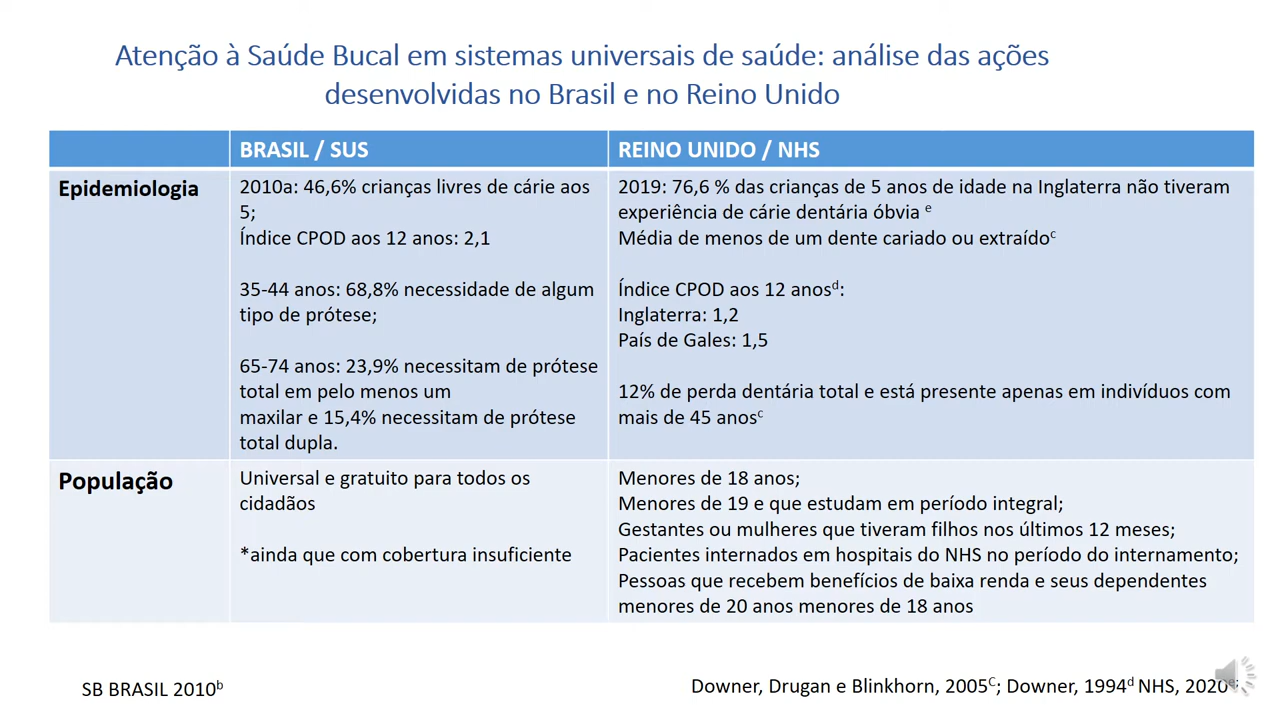 Atenção à Saúde Bucal em sistemas universais de saúde: análise das ações
desenvolvidas no Brasil e no Reino Unido
BRASIL / SUS
REINO UNIDO / NHS
Epidemiologia
2010a: 46,6% crianças livres de cárie aos
5;
Índice CPOD aos 12 anos: 2,1
35-44 anos: 68,8% necessidade de algum
tipo de prótese;
65-74 anos: 23,9% necessitam de prótese
total em pelo menos um
maxilar e 15,4% necessitam de prótese
total dupla.
2019: 76,6 % das crianças de 5 anos de idade na Inglaterra não tiveram
experiência de cárie dentária óbvia e
Média de menos de um dente cariado ou extraídoc
Índice CPOD aos 12 anosd:
Inglaterra: 1,2
País de Gales: 1,5
12% de perda dentária total e está presente apenas em indivíduos com
mais de 45 anosc
População
Universal e gratuito para todos os
cidadãos
*ainda que com cobertura insuficiente
Menores de 18 anos;
Menores de 19 e que estudam em período integral;
Gestantes ou mulheres que tiveram filhos nos últimos 12 meses;
Pacientes internados em hospitais do NHS no período do internamento;
Pessoas que recebem benefícios de baixa renda e seus dependentes
menores de 20 anos menores de 18 anos
SB BRASIL 2010b
Downer, Drugan e Blinkhorn, 2005C; Downer, 1994d NHS, 2020